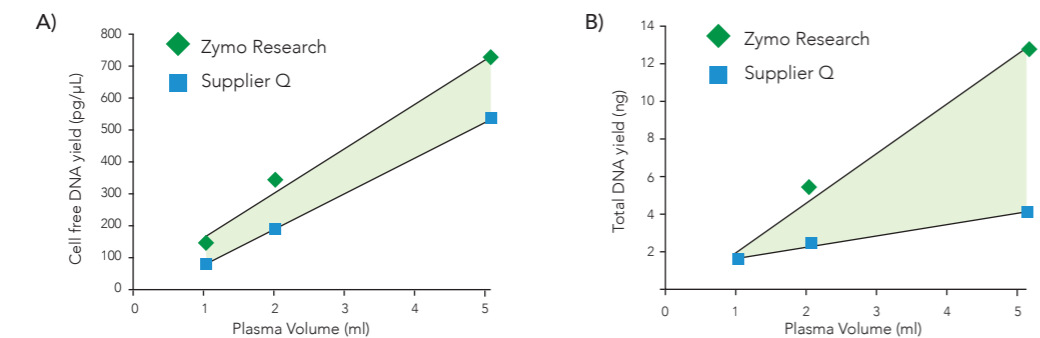 A)
Zymo Research
Supplier Q
Cell free DNA yield (pg/µL)
800
700
600
500
400
300
200
100
0
0 1 2 3 4 5
Plasma Volume (ml)
B)
Zymo Research
Supplier Q
Total DNA yield (ng)
14
12
10
8
6
4
2
0 1 2 3 4 5
Plasma Volume (ml)